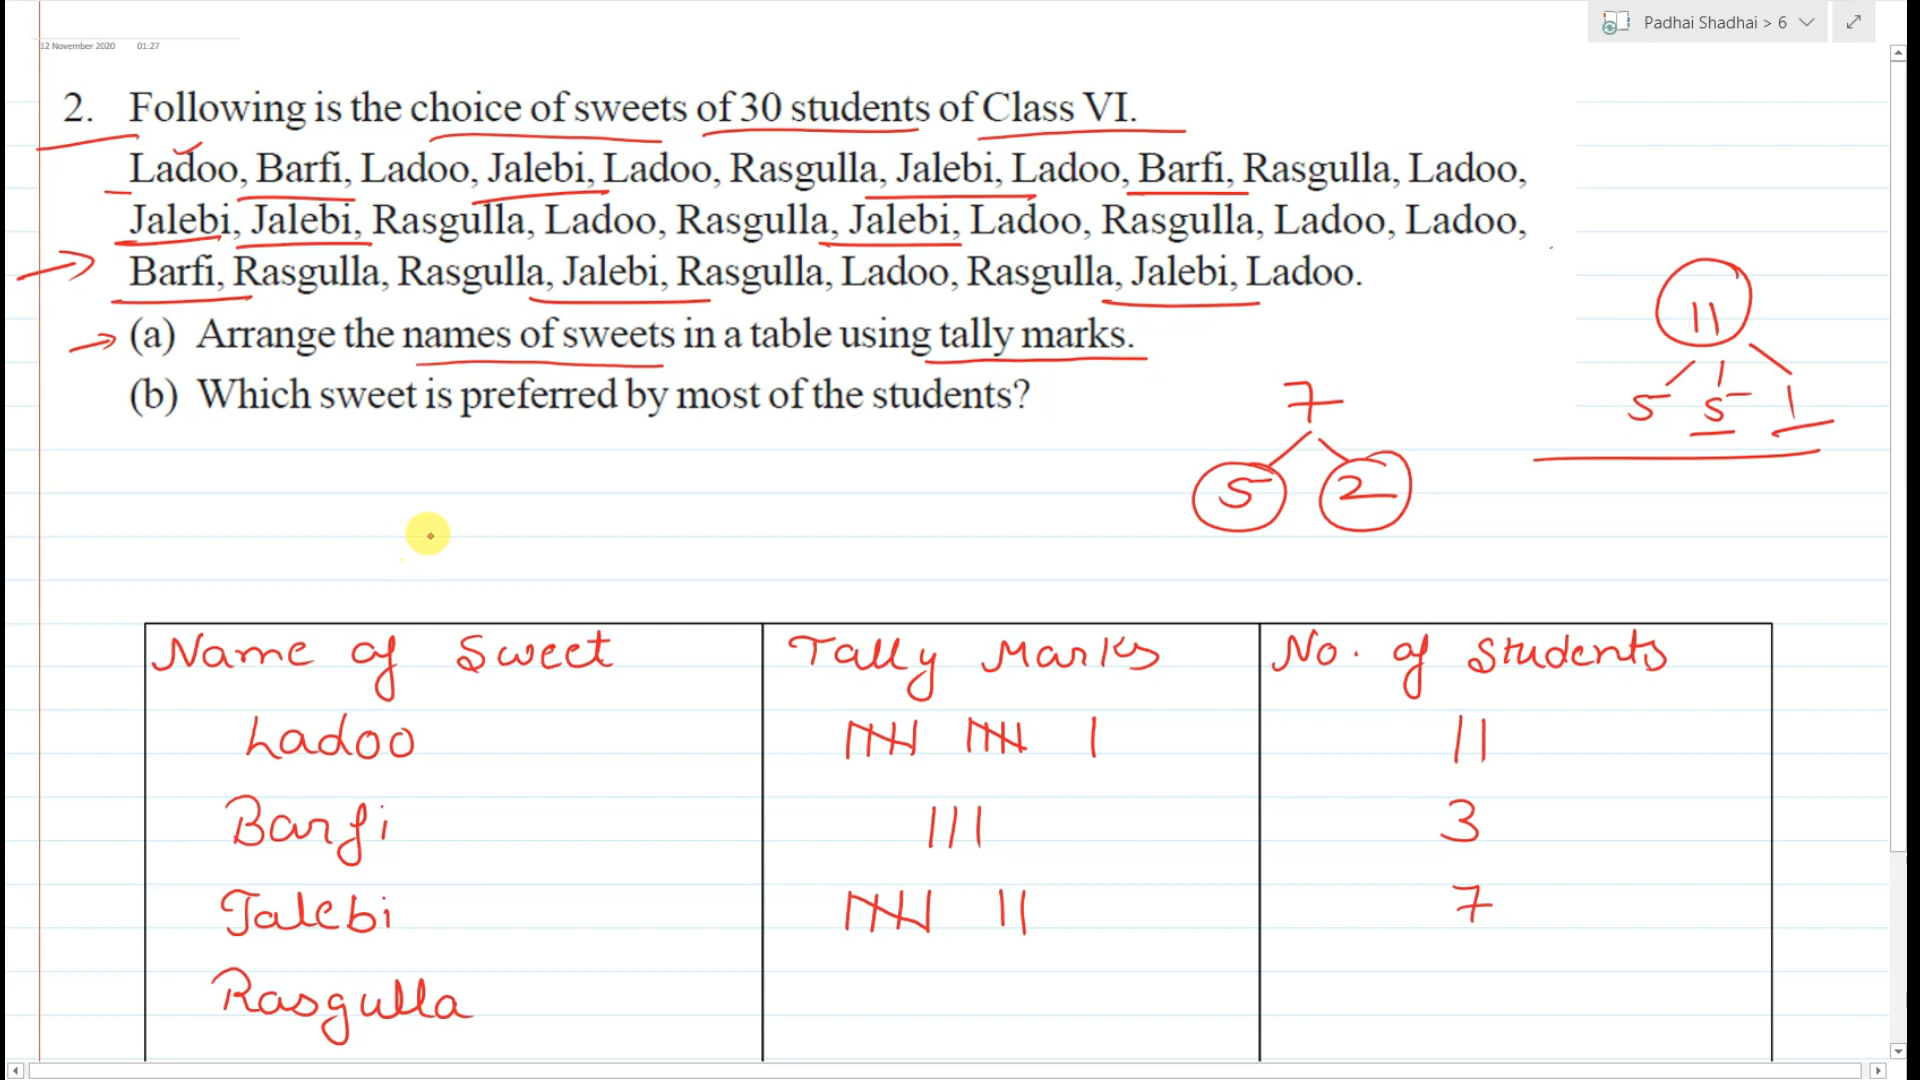 12 November 2020 01:27
Padhai Shadhai > 6
2. Following is the choice of sweets of 30 students of Class VI.
Ladoo, Barfi, Ladoo, Jalebi, Ladoo, Rasgulla, Jalebi, Ladoo, Barfi, Rasgulla, Ladoo,
Jalebi, Jalebi, Rasgulla, Ladoo, Rasgulla, Jalebi, Ladoo, Rasgulla, Ladoo, Ladoo,
Barfi, Rasgulla, Rasgulla, Jalebi, Rasgulla, Ladoo, Rasgulla, Jalebi, Ladoo.
(a) Arrange the names of sweets in a table using tally marks.
(b) Which sweet is preferred by most of the students?
11
5 5 1
7
5 2
Name of Sweet Tally Marks No. of Students
Ladoo 11
Barfi ||| 3
Jalebi 7
Rasgulla